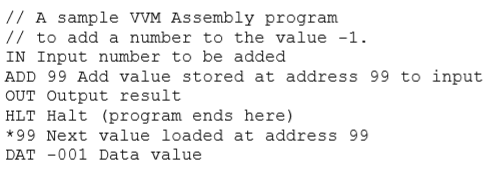 // A sample VVM Assembly program
// to add a number to the value -1.
IN Input number to be added
ADD 99 Add value stored at address 99 to input
OUT Output result
HLT Halt (program ends here)
*99 Next value loaded at address 99
DAT -001 Data value